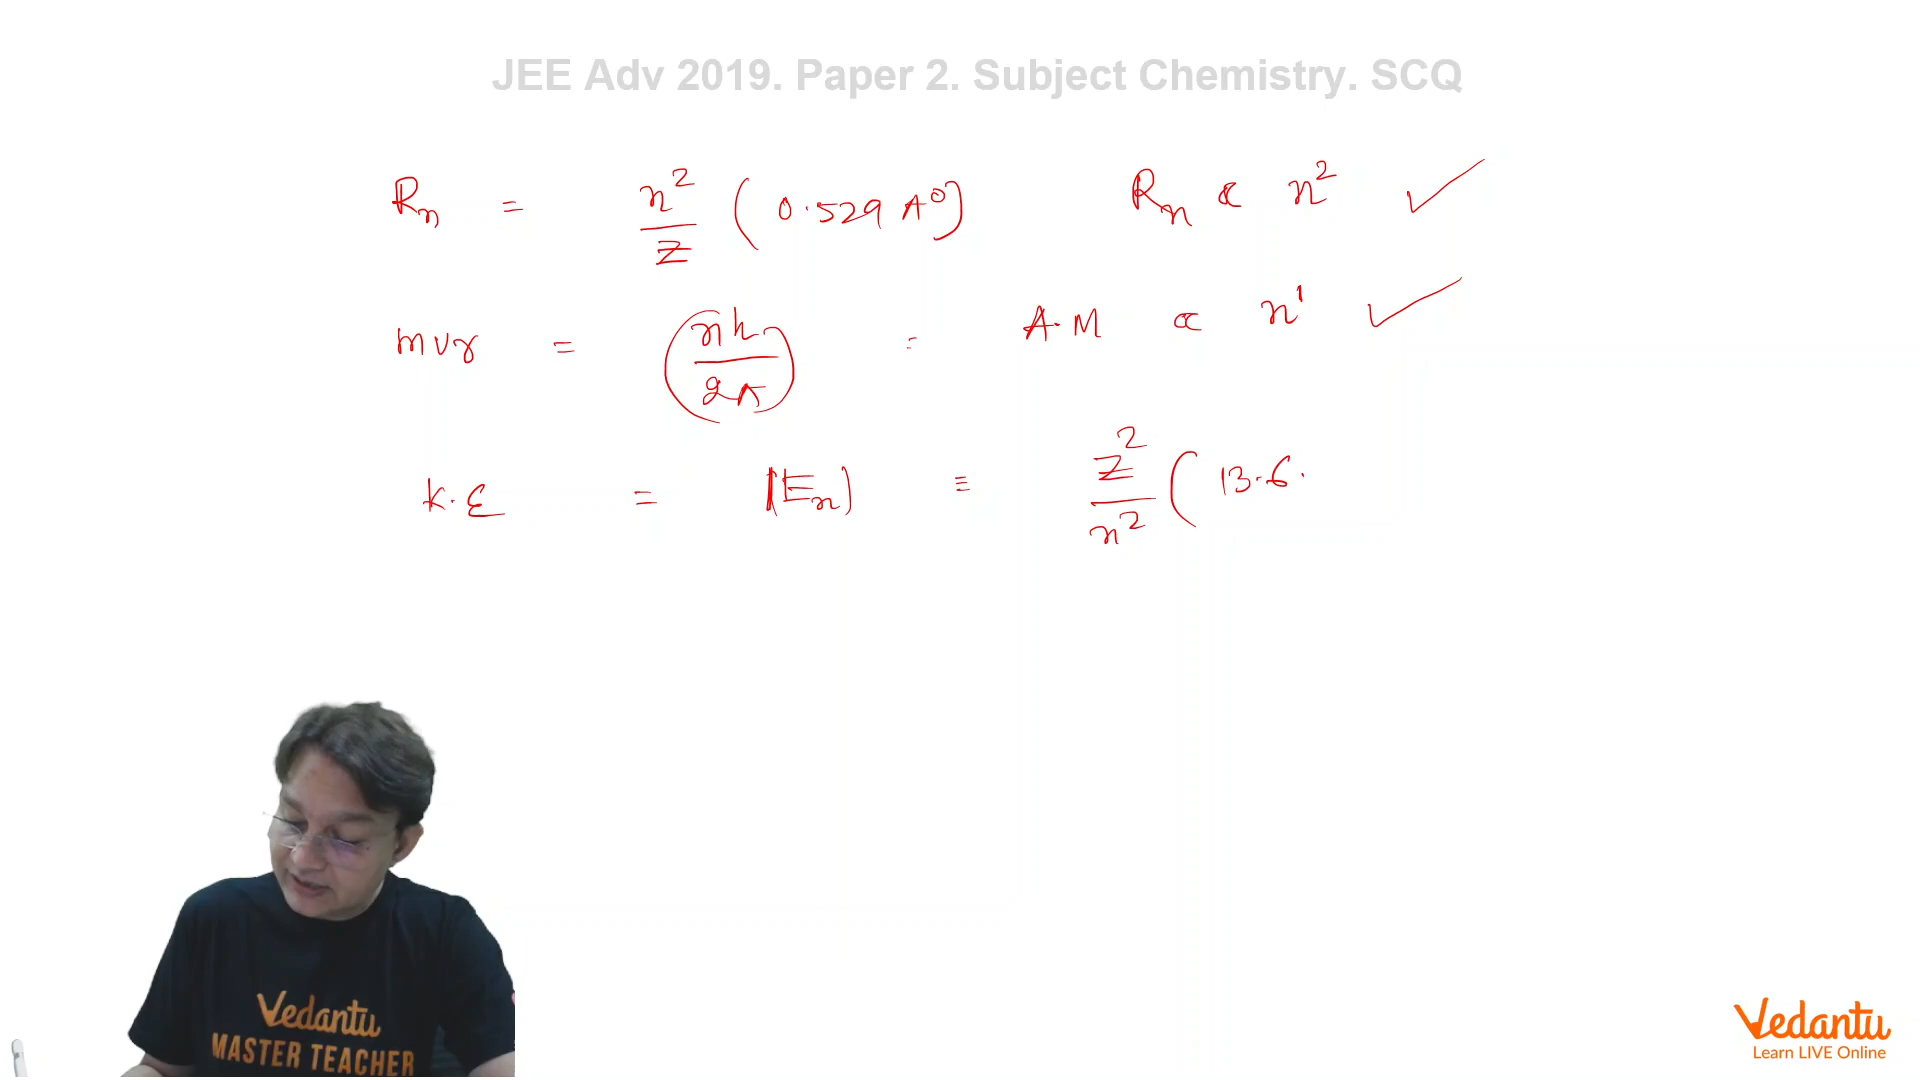 JEE Adv 2019. Paper 2. Subject Chemistry. SCQ
Rn = n²/Z (0.529 A⁰) Rn ∝ n² ✓
mvr = (nh/2π) = A.M ∝ n¹ ✓
K.E = |En| = Z²/n² (13.6.
Vedantu
MASTER TEACHER
Vedantu
Learn LIVE Online